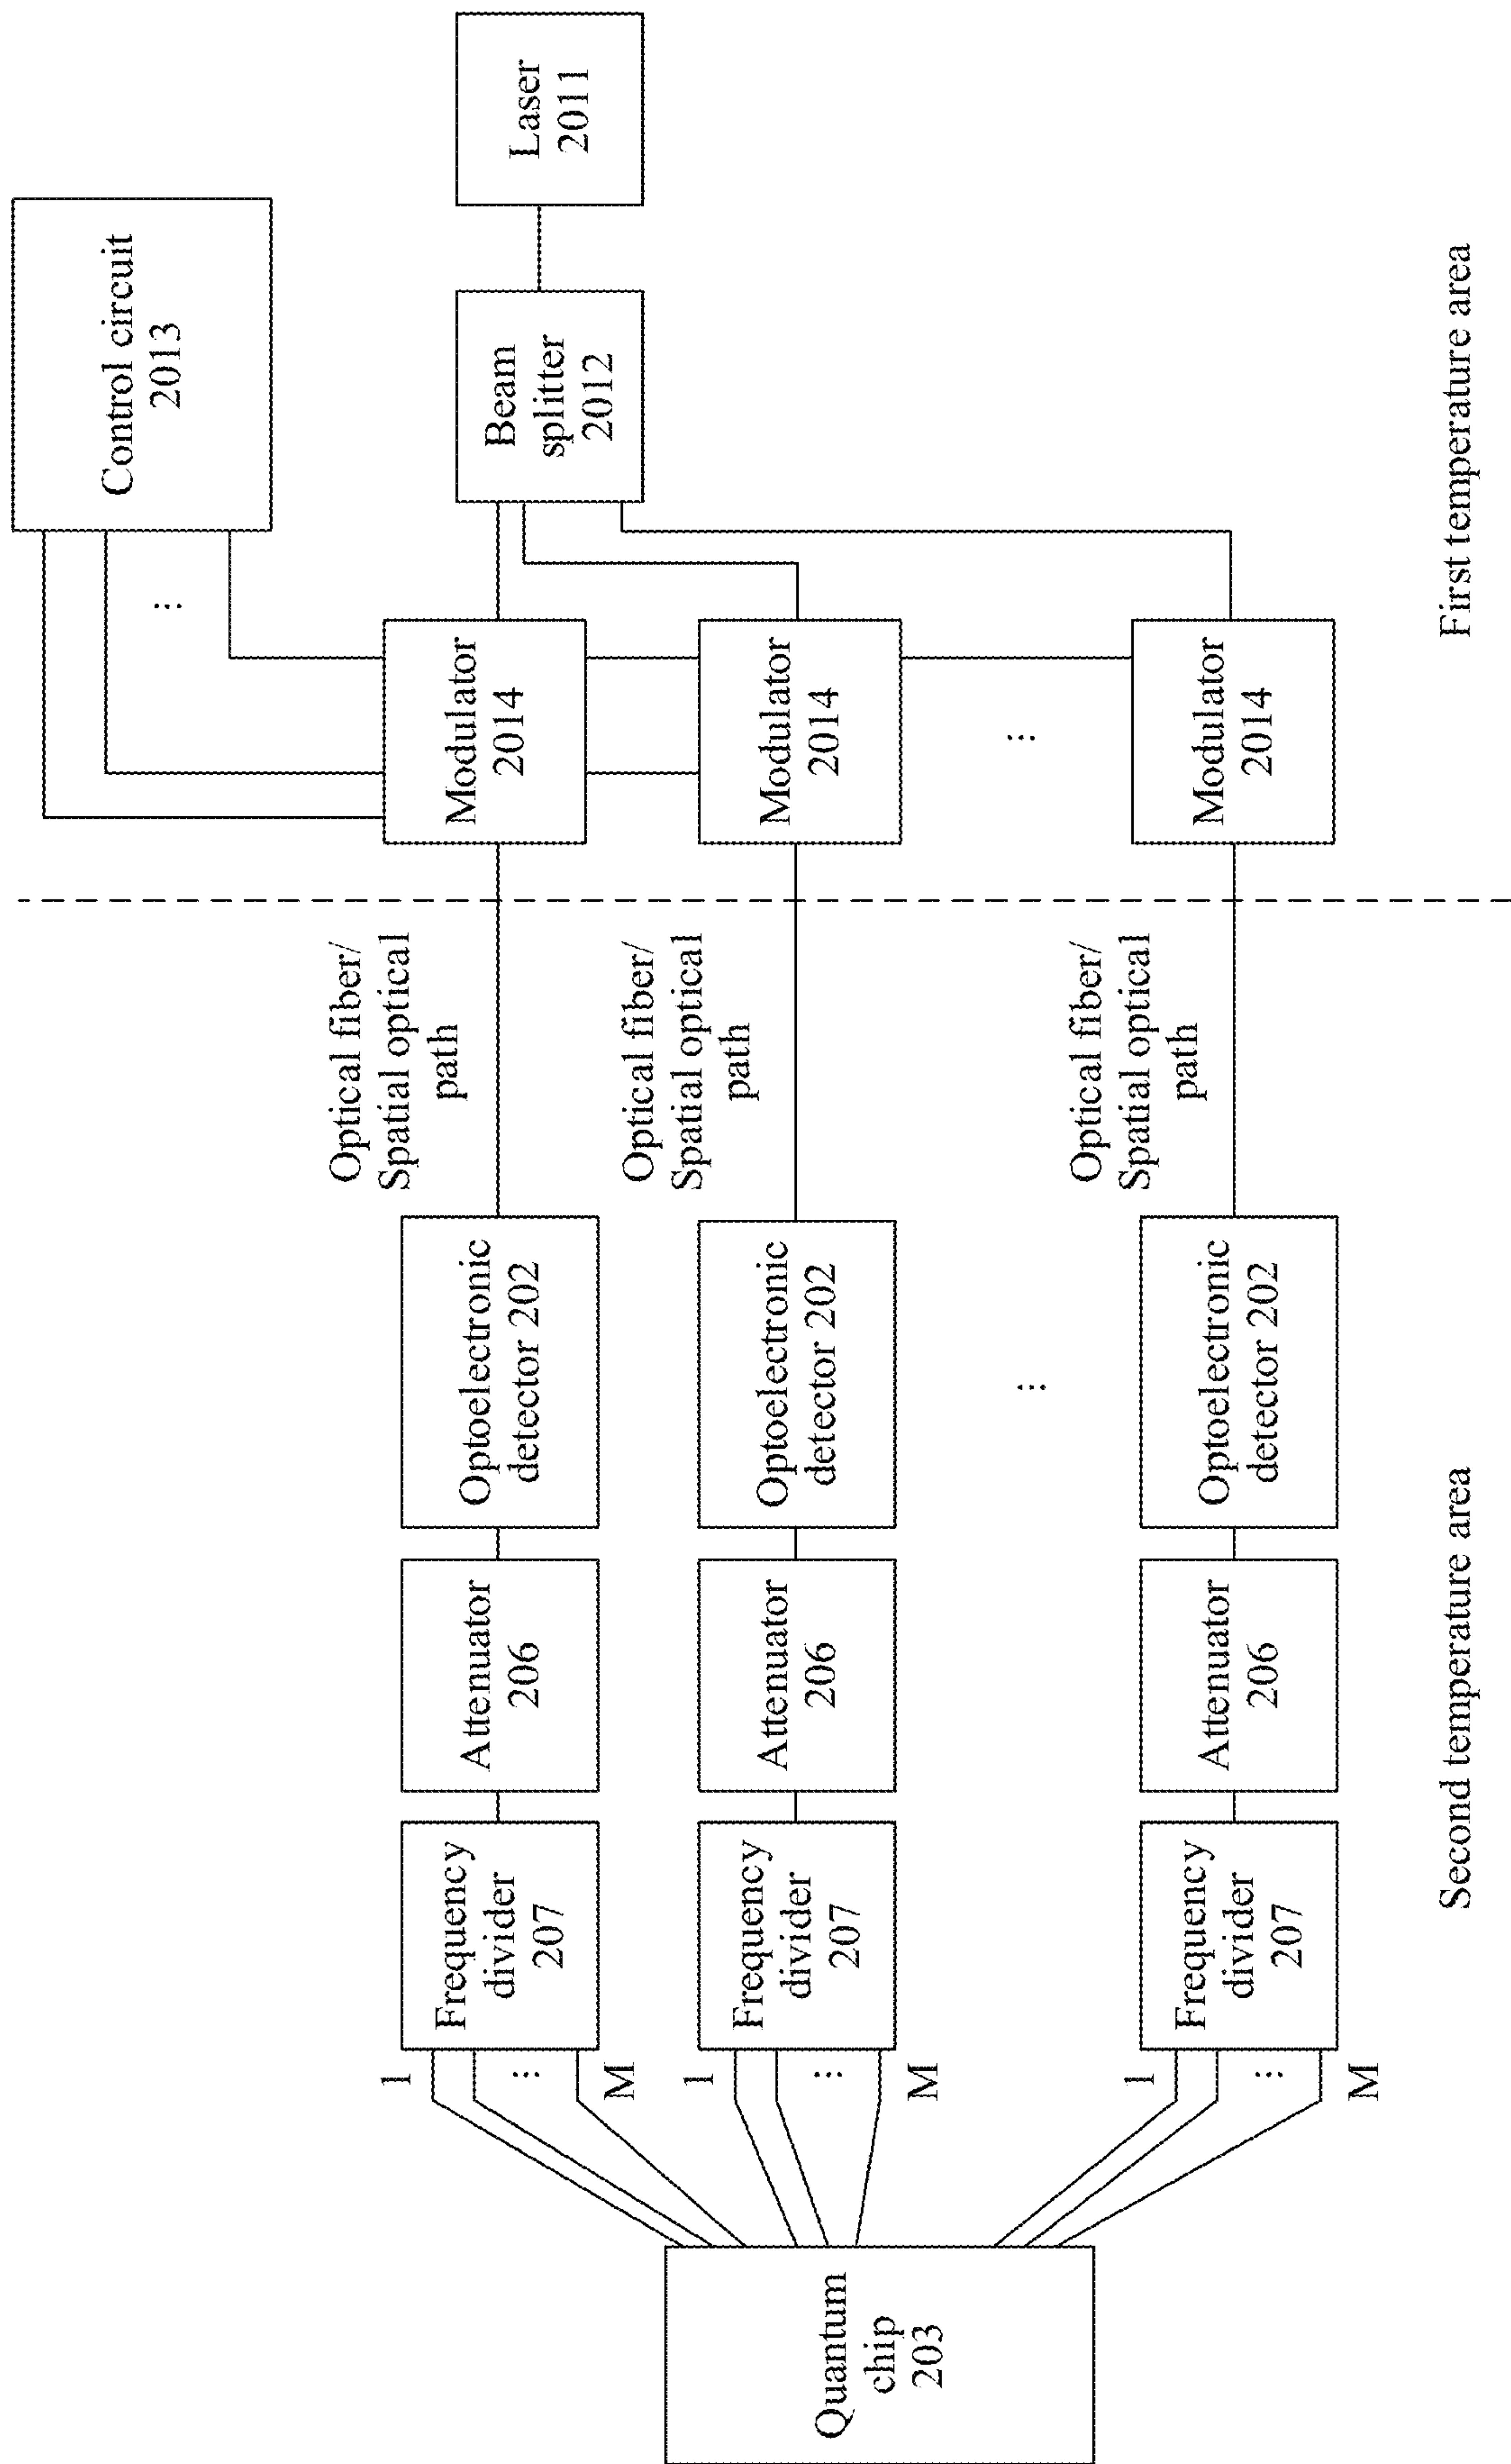 Control circuit
2013
Laser
2011
Beam
splitter
2012
Modulator
2014
Modulator
2014
Modulator
2014
First temperature area
Optical fiber/
Spatial optical
path
Optical fiber/
Spatial optical
path
Optical fiber/
Spatial optical
path
Optoelectronic
detector 202
Optoelectronic
detector 202
Optoelectronic
detector 202
Attenuator
206
Attenuator
206
Attenuator
206
Frequency
divider
207
Frequency
divider
207
Frequency
divider
207
1
M
1
M
1
M
Quantum
chip
203
Second temperature area